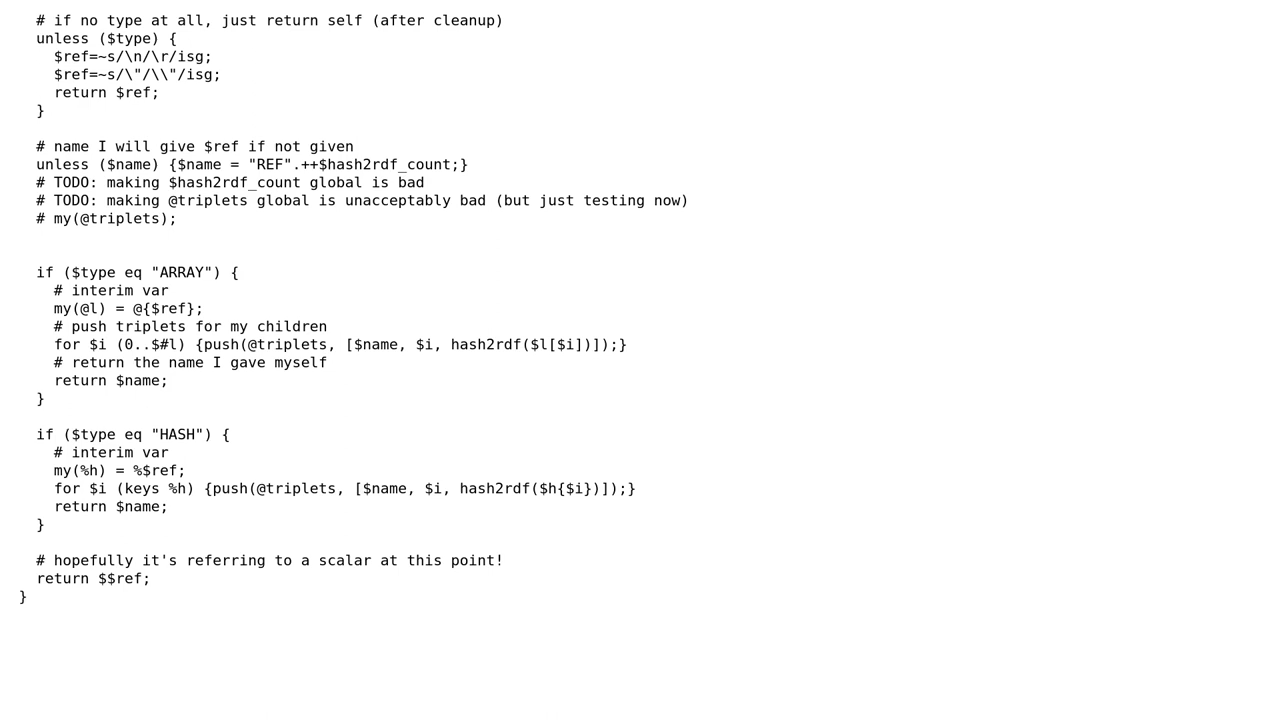 # if no type at all, just return self (after cleanup)
unless ($type) {
$ref=~s/\n/\r/isg;
$ref=~s/\"/\\"/isg;
return $ref;
}
# name I will give $ref if not given
unless ($name) {$name = "REF".++$hash2rdf_count;}
# TODO: making $hash2rdf_count global is bad
# TODO: making @triplets global is unacceptably bad (but just testing now)
# my(@triplets);
if ($type eq "ARRAY") {
# interim var
my(@l) = @{$ref};
# push triplets for my children
for $i (0..$#l) {push(@triplets, [$name, $i, hash2rdf($l[$i])]);}
# return the name I gave myself
return $name;
}
if ($type eq "HASH") {
# interim var
my(%h) = %$ref;
for $i (keys %h) {push(@triplets, [$name, $i, hash2rdf($h{$i})]);}
return $name;
}
# hopefully it's referring to a scalar at this point!
return $$ref;
}